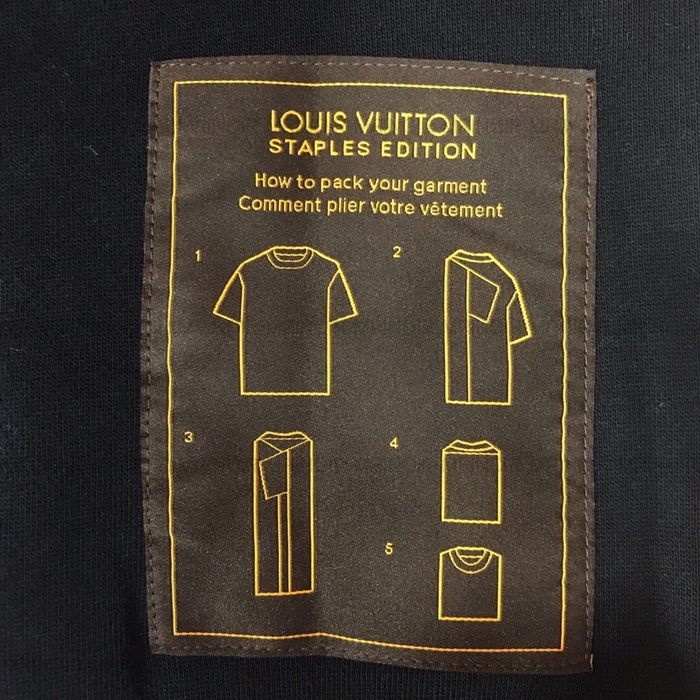 LOUIS VUITTON
STAPLES EDITION
How to pack your garment
Comment plier votre vêtement
1
2
3
4
5